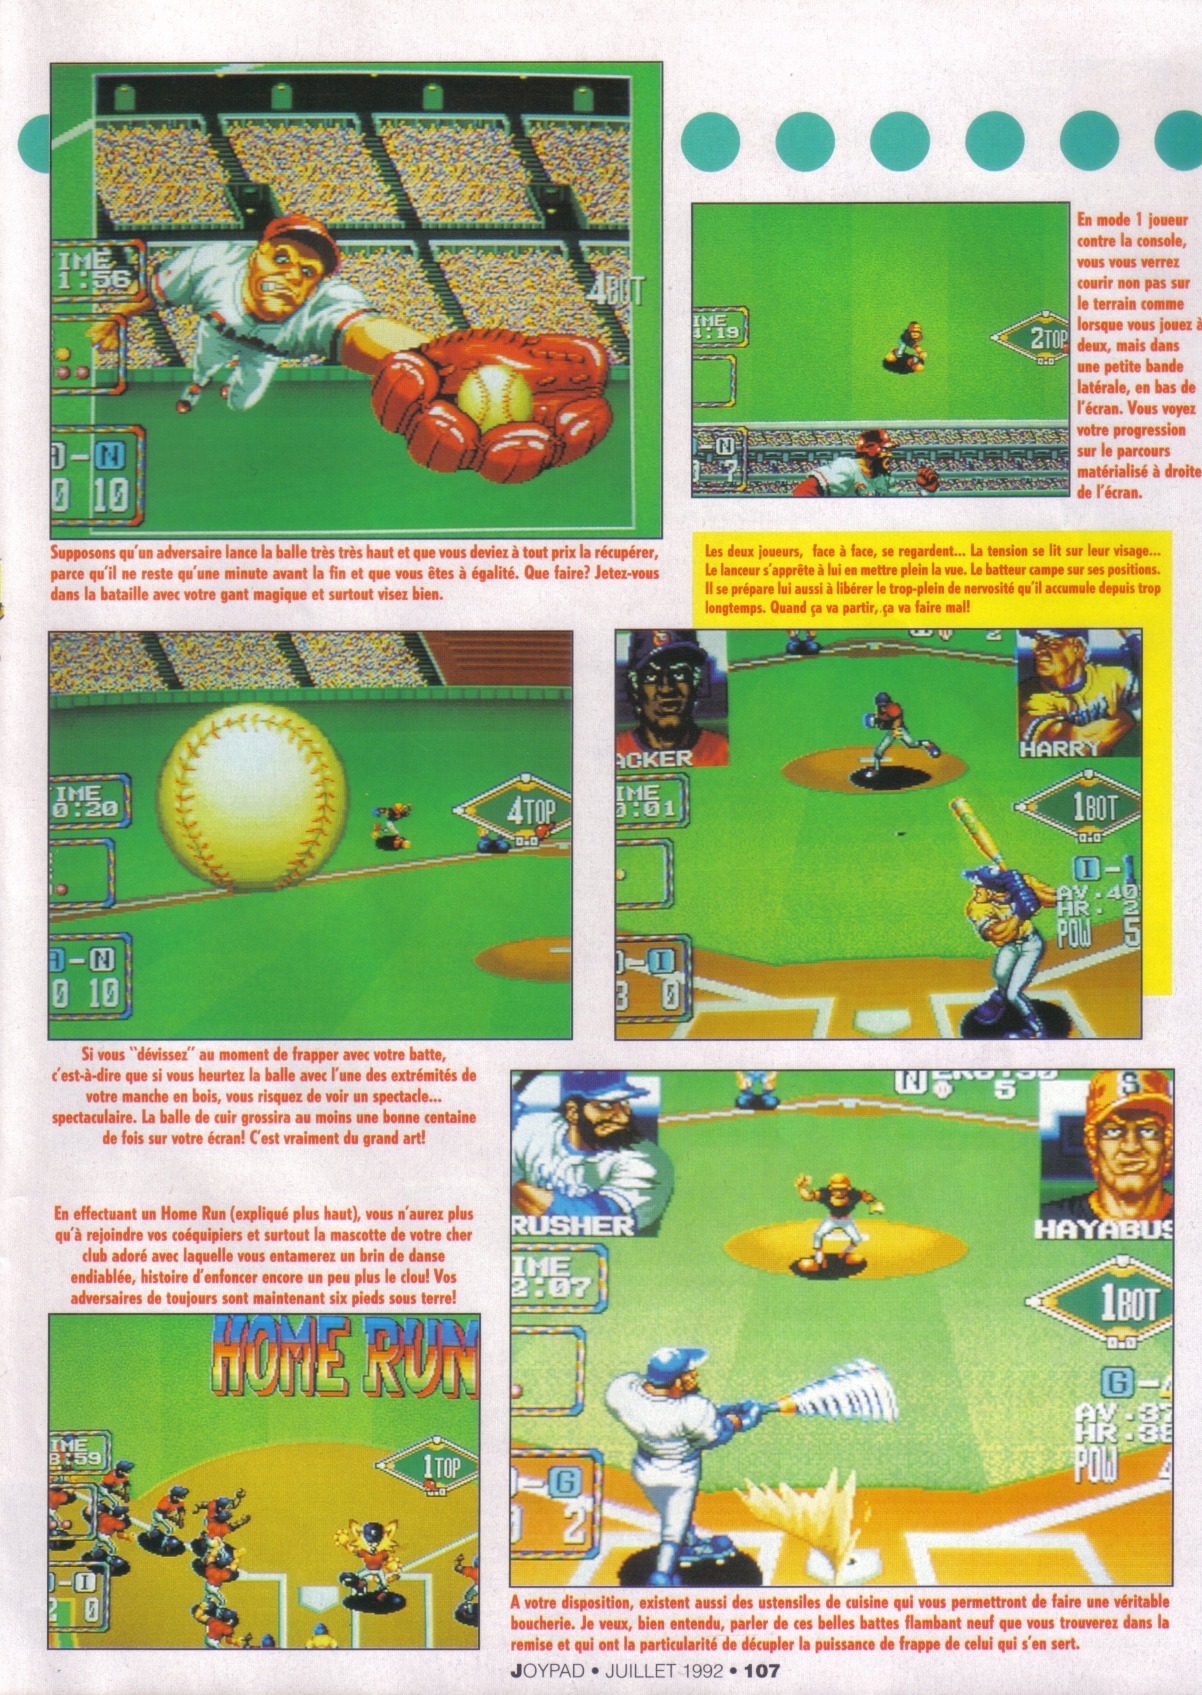 IME
1:56
4BOT
A-N
0 10
Supposons qu'un adversaire lance la balle très très haut et que vous deviez à tout prix la récupérer,
parce qu'il ne reste qu'une minute avant la fin et que vous êtes à égalité. Que faire? Jetez-vous
dans la bataille avec votre gant magique et surtout visez bien.
IME
4:19
2TOP
-N
7
En mode 1 joueur
contre la console,
vous vous verrez
courir non pas sur
le terrain comme
lorsque vous jouez à
deux, mais dans
une petite bande
latérale, en bas de
l'écran. Vous voyez
votre progression
sur le parcours
matérialisé à droite
de l'écran.
Les deux joueurs, face à face, se regardent... La tension se lit sur leur visage...
Le lanceur s'apprête à lui en mettre plein la vue. Le batteur campe sur ses positions.
Il se prépare lui aussi à libérer le trop-plein de nervosité qu'il accumule depuis trop
longtemps. Quand ça va partir, ça va faire mal!
IME
0:20
4TOP
A-N
0 10
2
ACKER
HARRY
IME
0:01
1BOT
I-1
AV.40
HR. 2
POW 5
-I
3 0
Si vous "dévissez" au moment de frapper avec votre batte,
c'est-à-dire que si vous heurtez la balle avec l'une des extrémités de
votre manche en bois, vous risquez de voir un spectacle...
spectaculaire. La balle de cuir grossira au moins une bonne centaine
de fois sur votre écran! C'est vraiment du grand art!
En effectuant un Home Run (expliqué plus haut), vous n'aurez plus
qu'à rejoindre vos coéquipiers et surtout la mascotte de votre cher
club adoré avec laquelle vous entamerez un brin de danse
endiablée, histoire d'enfoncer encore un peu plus le clou! Vos
adversaires de toujours sont maintenant six pieds sous terre!
HOME RUN
IME
3:59
1TOP
-I
2 0
N
5
S
RUSHER
HAYABUS
IME
2:07
1BOT
G-
AV.37
HR.38
POW
-G
2
A votre disposition, existent aussi des ustensiles de cuisine qui vous permettront de faire une véritable
boucherie. Je veux, bien entendu, parler de ces belles battes flambant neuf que vous trouverez dans la
remise et qui ont la particularité de décupler la puissance de frappe de celui qui s'en sert.
JOYPAD • JUILLET 1992 • 107